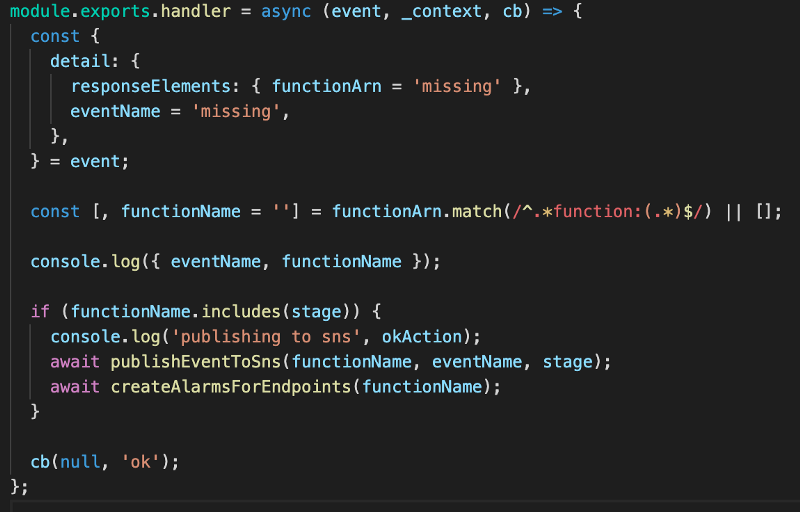 module.exports.handler = async (event, _context, cb) => {
  const {
    detail: {
      responseElements: { functionArn = 'missing' },
      eventName = 'missing',
    },
  } = event;

  const [, functionName = ''] = functionArn.match(/^.*function:(.*)$/) || [];

  console.log({ eventName, functionName });

  if (functionName.includes(stage)) {
    console.log('publishing to sns', okAction);
    await publishEventToSns(functionName, eventName, stage);
    await createAlarmsForEndpoints(functionName);
  }

  cb(null, 'ok');
};